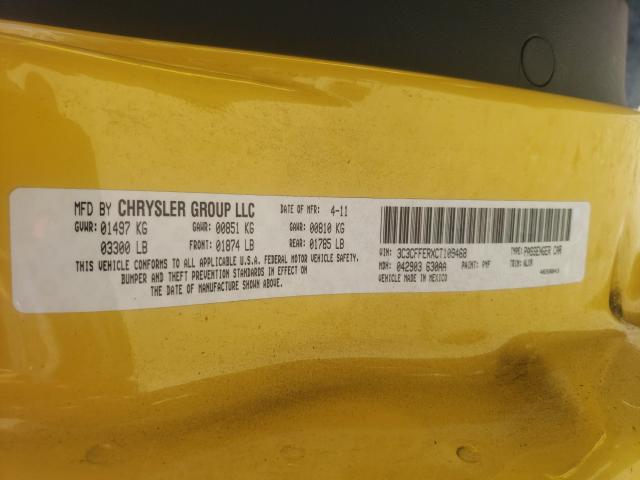 MFD BY CHRYSLER GROUP LLC DATE OF MFR: 4-11
GVWR: 01497 KG GAWR: 00851 KG GAWR: 00810 KG
03300 LB FRONT: 01874 LB REAR: 01785 LB
THIS VEHICLE CONFORMS TO ALL APPLICABLE U.S.A. FEDERAL MOTOR VEHICLE SAFETY,
BUMPER AND THEFT PREVENTION STANDARDS IN EFFECT ON
THE DATE OF MANUFACTURE SHOWN ABOVE.
VIN: 3C3CFFERXCT109468 TYPE: PASSENGER CAR
MDH: 042903 630AA PAINT: PMF TRIM:
VEHICLE MADE IN MEXICO